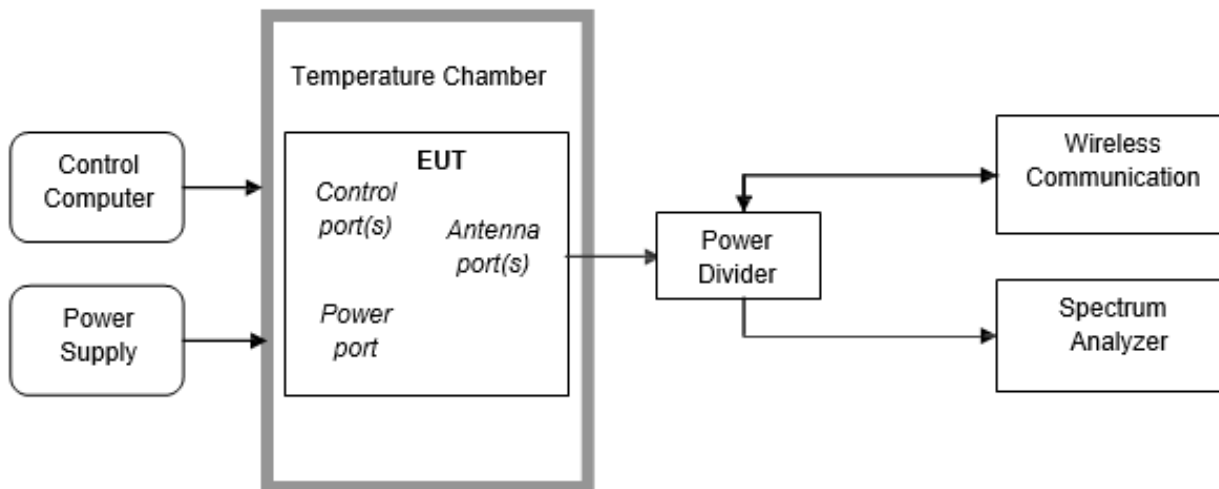 Temperature Chamber
Control
Computer
Power
Supply
EUT
Control
port(s)
Antenna
port(s)
Power
port
Power
Divider
Wireless
Communication
Spectrum
Analyzer